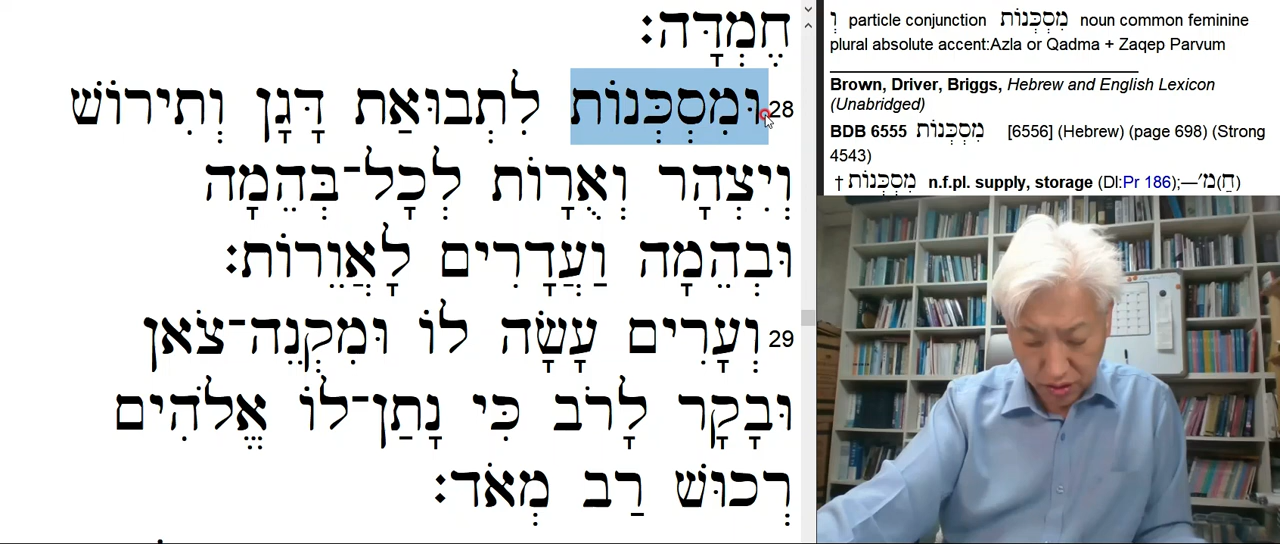 חֶמְדָּה׃
28 וּמִסְכְּנוֹת לִתְבוּאַת דָּגָן וְתִירוֹשׁ
וְיִצְהָר וְאֻרָוֺת לְכָל־בְּהֵמָה
וּבְהֵמָה וַעֲדָרִים לָאֲוֵרוֹת׃
29 וְעָרִים עָשָׂה לוֹ וּמִקְנֵה־צֹאן
וּבָקָר לָרֹב כִּי נָתַן־לוֹ אֱלֹהִים
רְכוּשׁ רַב מְאֹד׃
וְ particle conjunction מִסְכְּנוֹת noun common feminine
plural absolute accent:Azla or Qadma + Zaqep Parvum
Brown, Driver, Briggs, Hebrew and English Lexicon
(Unabridged)
BDB 6555 מִסְכְּנוֹת [6556] (Hebrew) (page 698) (Strong
4543)
† מִסְכְּנוֹת n.f.pl. supply, storage (Dl:Pr 186);—מ׳(חַ)